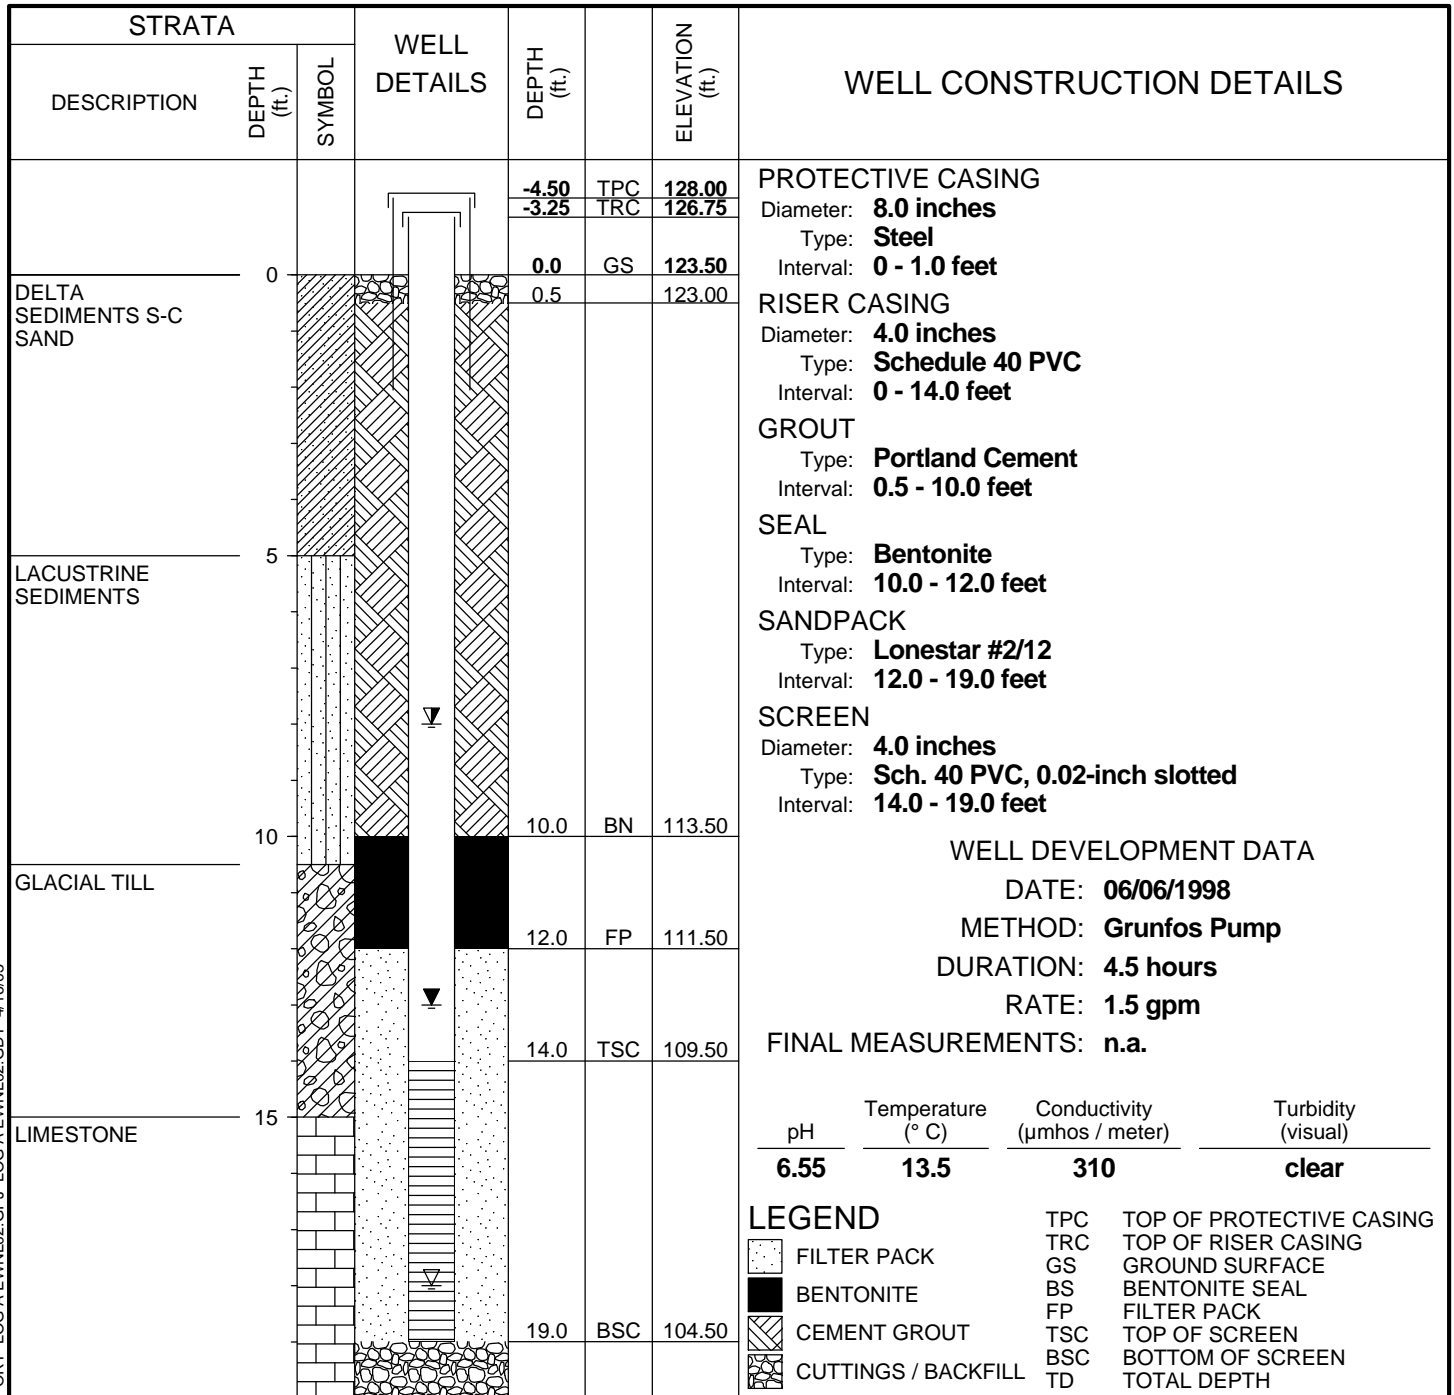 STRATA
DESCRIPTION
DEPTH
(ft.)
SYMBOL
WELL
DETAILS
DEPTH
(ft.)
ELEVATION
(ft.)
WELL CONSTRUCTION DETAILS
-4.50 TPC 128.00
-3.25 TRC 126.75
0.0 GS 123.50
0.5 123.00
10.0 BN 113.50
12.0 FP 111.50
14.0 TSC 109.50
19.0 BSC 104.50
0
DELTA
SEDIMENTS S-C
SAND
5
LACUSTRINE
SEDIMENTS
10
GLACIAL TILL
15
LIMESTONE
PROTECTIVE CASING
Diameter: 8.0 inches
Type: Steel
Interval: 0 - 1.0 feet
RISER CASING
Diameter: 4.0 inches
Type: Schedule 40 PVC
Interval: 0 - 14.0 feet
GROUT
Type: Portland Cement
Interval: 0.5 - 10.0 feet
SEAL
Type: Bentonite
Interval: 10.0 - 12.0 feet
SANDPACK
Type: Lonestar #2/12
Interval: 12.0 - 19.0 feet
SCREEN
Diameter: 4.0 inches
Type: Sch. 40 PVC, 0.02-inch slotted
Interval: 14.0 - 19.0 feet
WELL DEVELOPMENT DATA
DATE: 06/06/1998
METHOD: Grunfos Pump
DURATION: 4.5 hours
RATE: 1.5 gpm
FINAL MEASUREMENTS: n.a.
pH
Temperature
(° C)
Conductivity
(µmhos / meter)
Turbidity
(visual)
6.55 13.5 310 clear
LEGEND
FILTER PACK
BENTONITE
CEMENT GROUT
CUTTINGS / BACKFILL
TPC TOP OF PROTECTIVE CASING
TRC TOP OF RISER CASING
GS GROUND SURFACE
BS BENTONITE SEAL
FP FILTER PACK
TSC TOP OF SCREEN
BSC BOTTOM OF SCREEN
TD TOTAL DEPTH